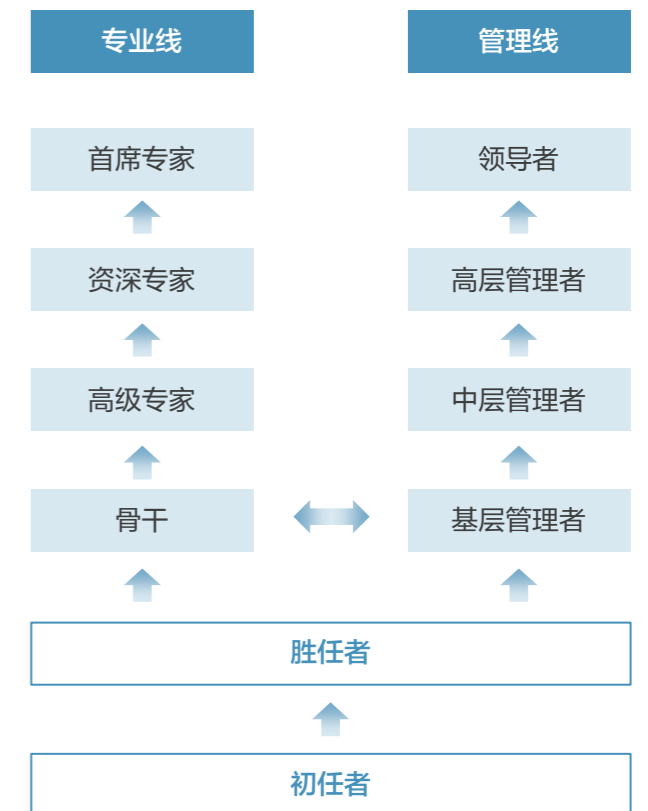 专业线
管理线
首席专家
领导者
资深专家
高层管理者
高级专家
中层管理者
骨干
基层管理者
胜任者
初任者